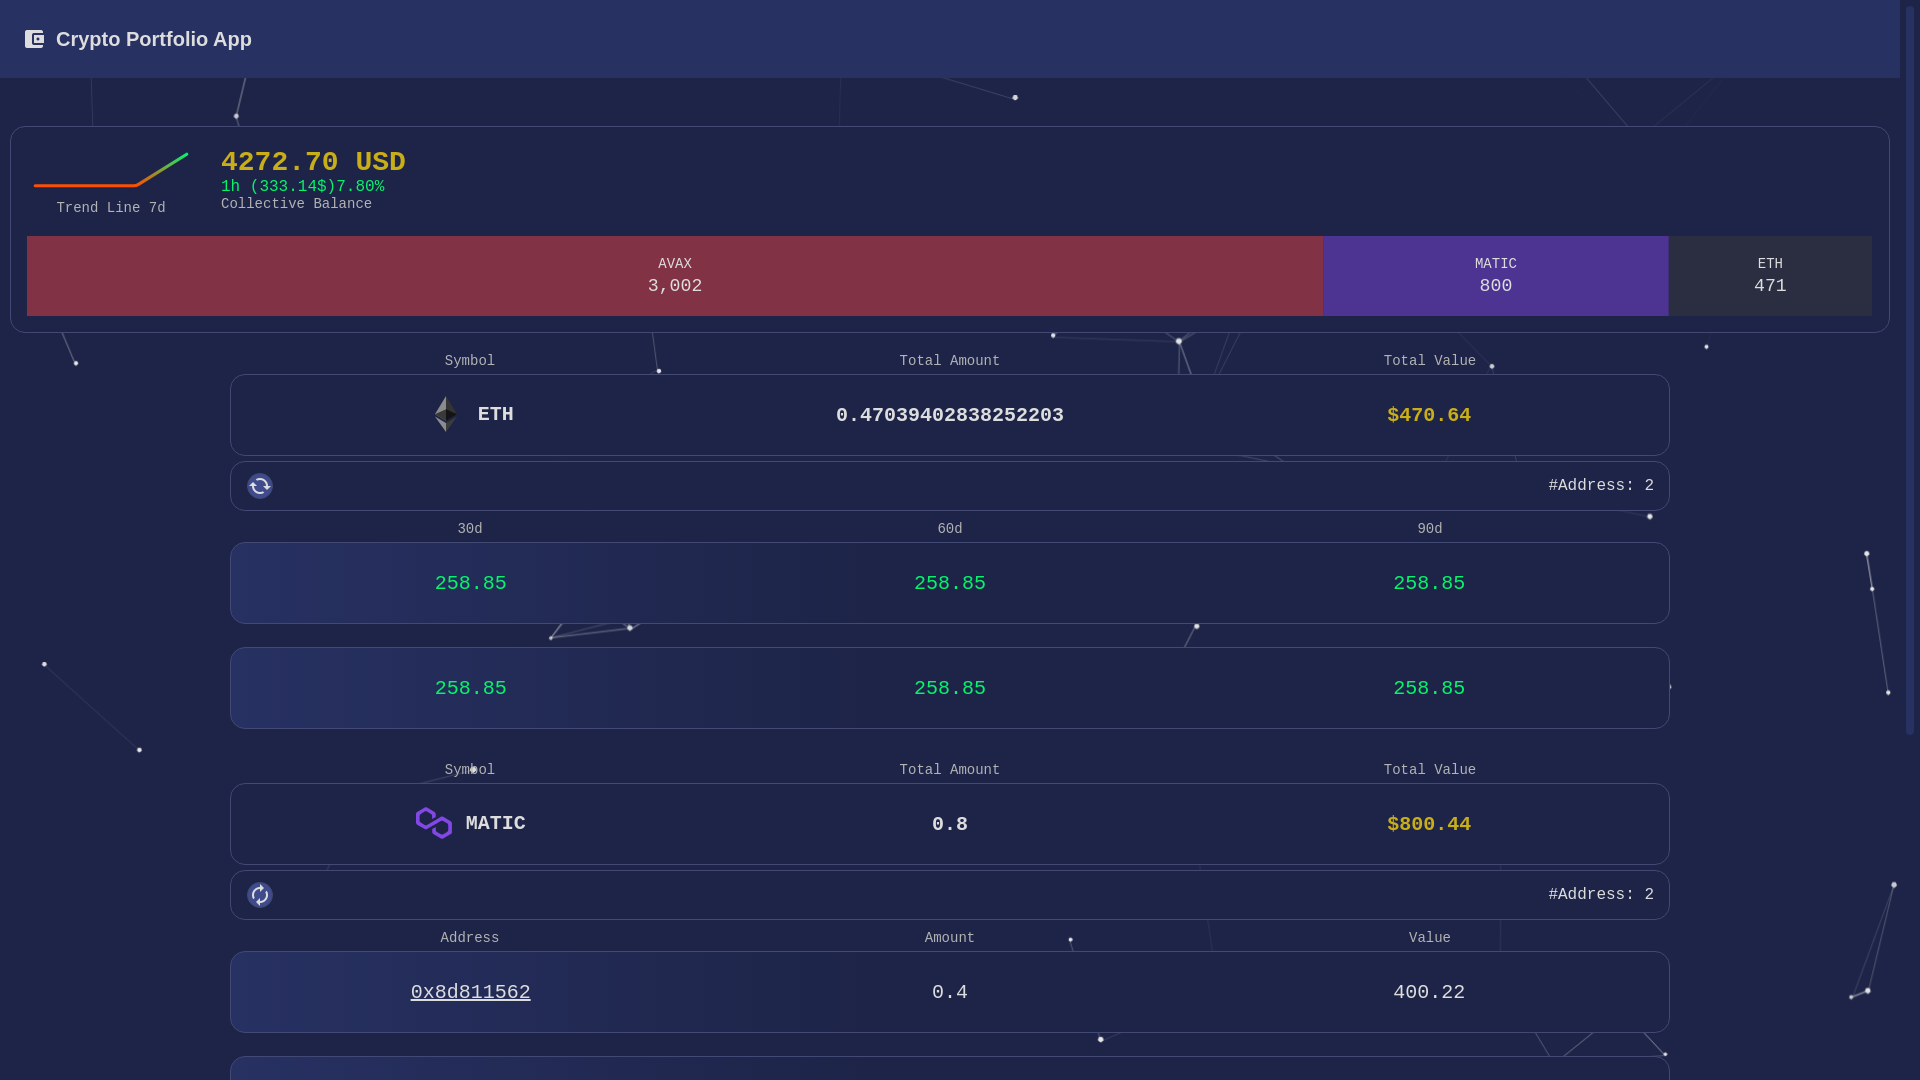 Crypto Portfolio App
4272.70 USD
1h (333.14$)7.80%
Trend Line 7d
Collective Balance
AVAX MATIC ETH
3,002 800 471
Symbol Total Amount Total Value
ETH 0.47039402838252203 $470.64
#Address: 2
30d 60d 90d
258.85 258.85 258.85
258.85 258.85 258.85
Symbol Total Amount Total Value
MATIC 0.8 $800.44
#Address: 2
Address Amount Value
0x8d811562 0.4 400.22